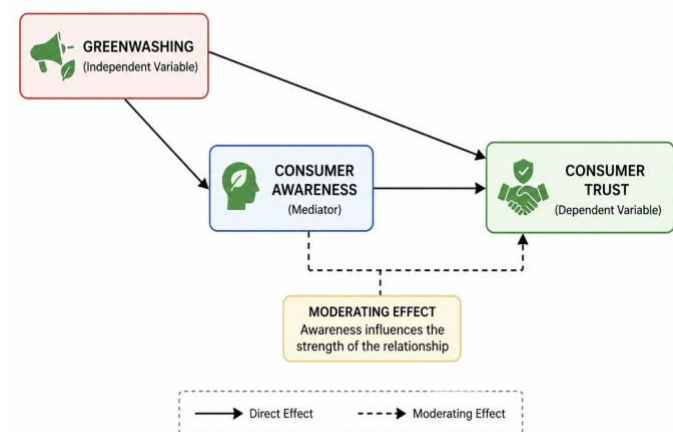 GREENWASHING
(Independent Variable)
CONSUMER
AWARENESS
(Mediator)
CONSUMER
TRUST
(Dependent Variable)
MODERATING EFFECT
Awareness influences the
strength of the relationship
Direct Effect
Moderating Effect